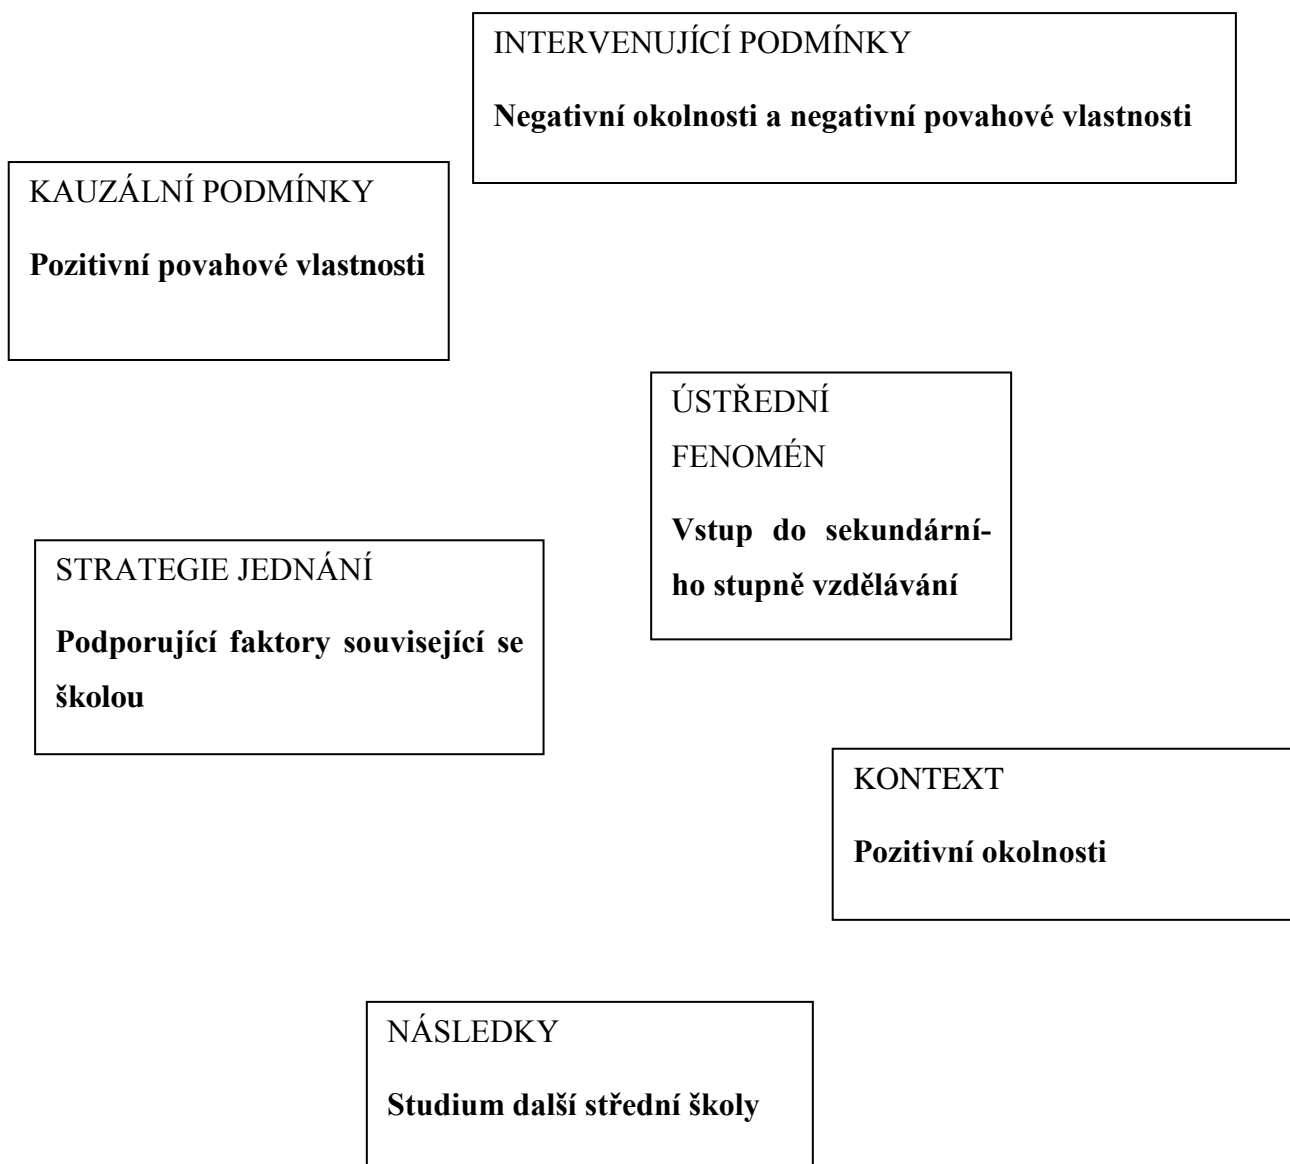 INTERVENUJÍCÍ PODMÍNKY
Negativní okolnosti a negativní povahové vlastnosti
KAUZÁLNÍ PODMÍNKY
Pozitivní povahové vlastnosti
ÚSTŘEDNÍ
FENOMÉN
Vstup do sekundární-
ho stupně vzdělávání
STRATEGIE JEDNÁNÍ
Podporující faktory související se
školou
KONTEXT
Pozitivní okolnosti
NÁSLEDKY
Studium další střední školy